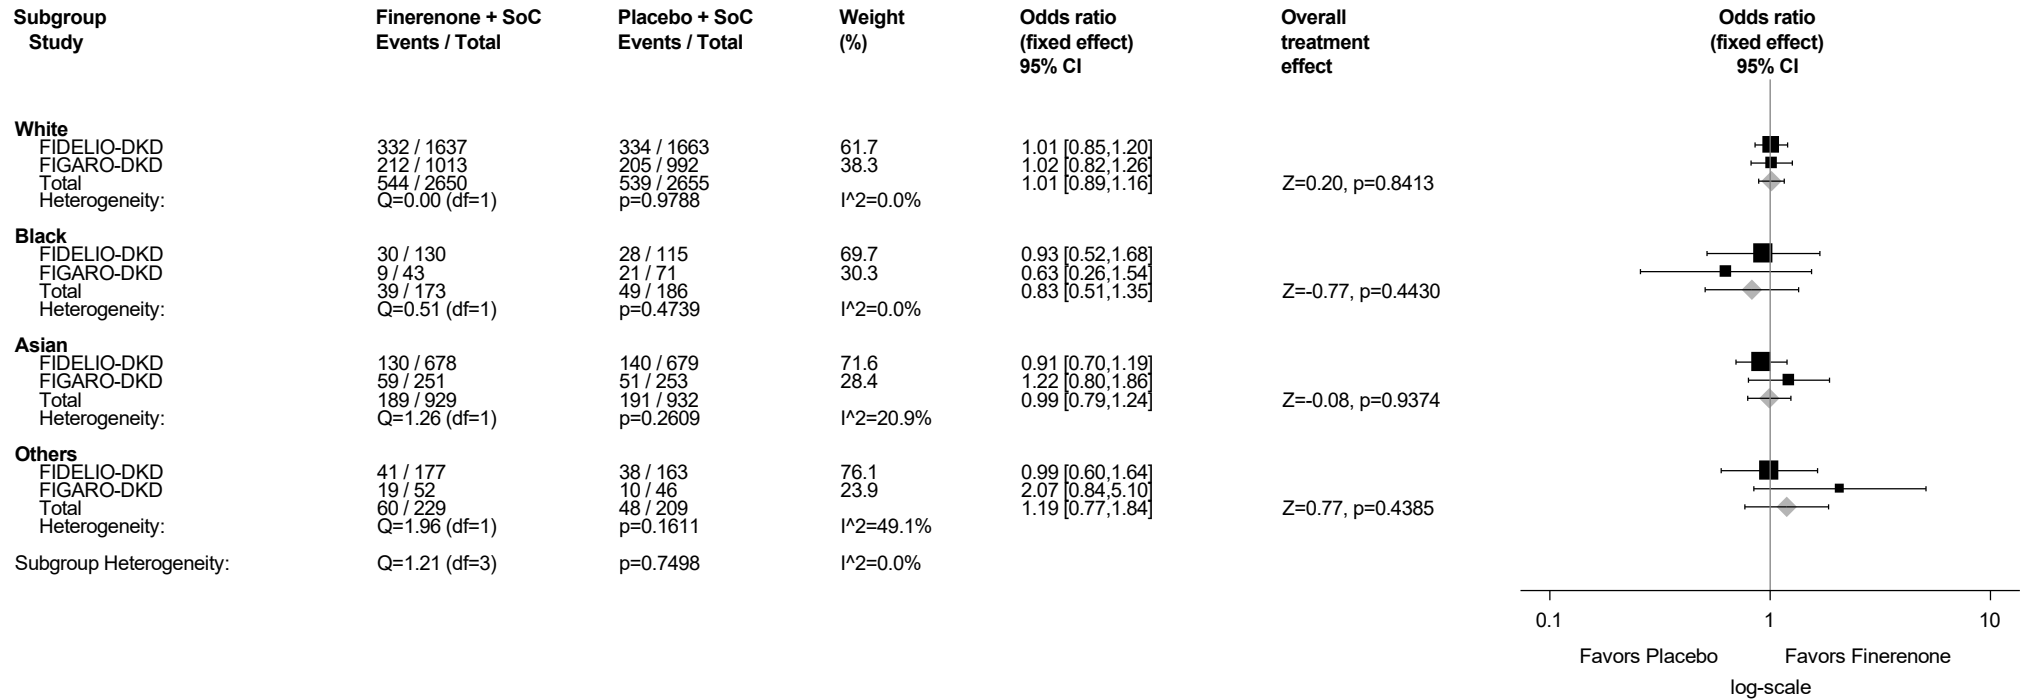 Subgroup Finerenone + SoC Placebo + SoC Weight Odds ratio Overall Odds ratio
Study Events / Total Events / Total (%) (fixed effect) treatment (fixed effect)
95% CI effect 95% CI
White
FIDELIO-DKD 332 / 1637 334 / 1663 61.7 1.01 [0.85,1.20]
FIGARO-DKD 212 / 1013 205 / 992 38.3 1.02 [0.82,1.26]
Total 544 / 2650 539 / 2655 1.01 [0.89,1.16] Z=0.20, p=0.8413
Heterogeneity: Q=0.00 (df=1) p=0.9788 I^2=0.0%
Black
FIDELIO-DKD 30 / 130 28 / 115 69.7 0.93 [0.52,1.68]
FIGARO-DKD 9 / 43 21 / 71 30.3 0.63 [0.26,1.54]
Total 39 / 173 49 / 186 0.83 [0.51,1.35] Z=-0.77, p=0.4430
Heterogeneity: Q=0.51 (df=1) p=0.4739 I^2=0.0%
Asian
FIDELIO-DKD 130 / 678 140 / 679 71.6 0.91 [0.70,1.19]
FIGARO-DKD 59 / 251 51 / 253 28.4 1.22 [0.80,1.86]
Total 189 / 929 191 / 932 0.99 [0.79,1.24] Z=-0.08, p=0.9374
Heterogeneity: Q=1.26 (df=1) p=0.2609 I^2=20.9%
Others
FIDELIO-DKD 41 / 177 38 / 163 76.1 0.99 [0.60,1.64]
FIGARO-DKD 19 / 52 10 / 46 23.9 2.07 [0.84,5.10]
Total 60 / 229 48 / 209 1.19 [0.77,1.84] Z=0.77, p=0.4385
Heterogeneity: Q=1.96 (df=1) p=0.1611 I^2=49.1%
Subgroup Heterogeneity: Q=1.21 (df=3) p=0.7498 I^2=0.0%
0.1 1 10
Favors Placebo Favors Finerenone
log-scale